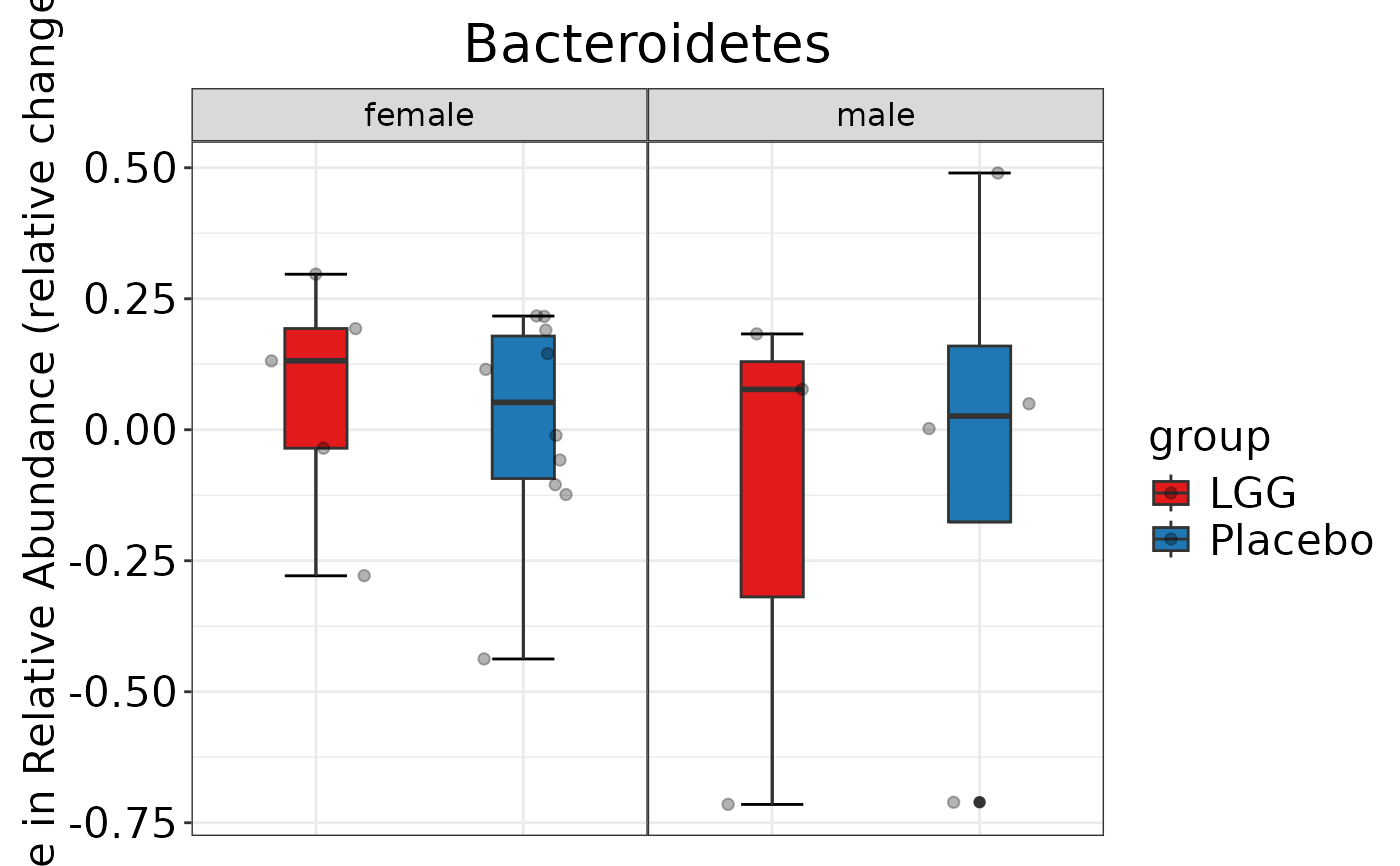 Bacteroidetes
female
male
0.50
0.25
0.00
-0.25
-0.50
-0.75
in Relative Abundance (relative change
group
LGG
Placebo